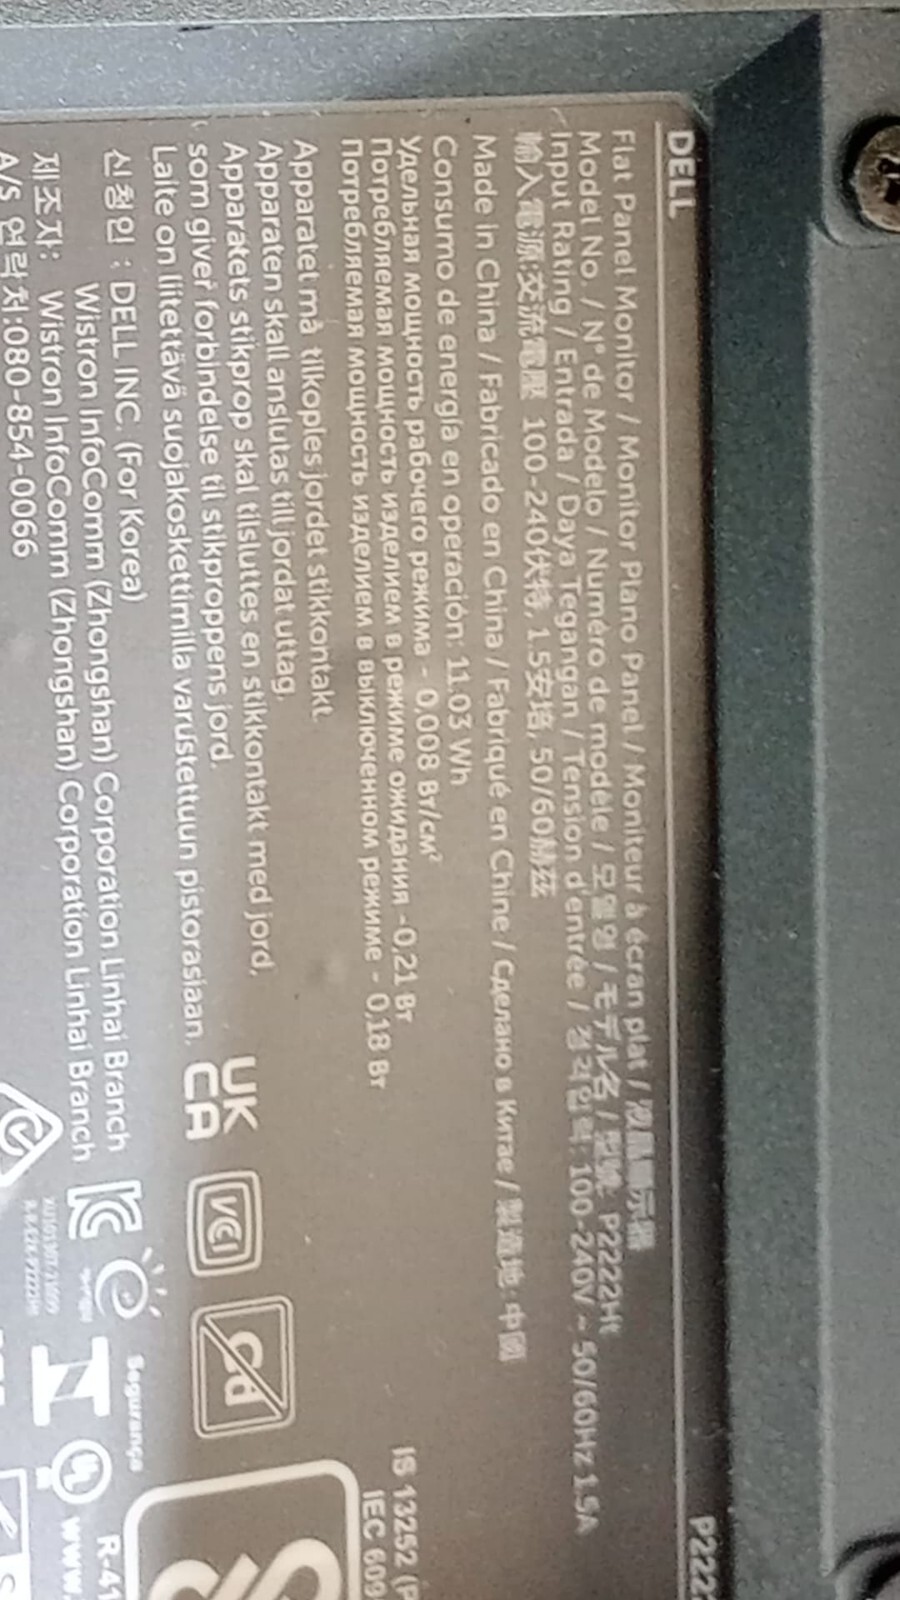 DELL
Flat Panel Monitor / Monitor Plano Panel / Moniteur à écran plat / 液晶顯示器
Model No. / N° de Modelo / Numéro de modèle / 모델명 / モデル名 / 型號: P2222Ht
Input Rating / Entrada / Daya Tegangan / Tension d'entrée / 정격입력: 100-240V ~ 50/60Hz 1.5A
輸入電源:交流電壓 100-240伏特, 1.5安培, 50/60赫茲
Made in China / Fabricado en China / Fabriqué en Chine / Сделано в Китае / 製造地:中國
Consumo de energía en operación: 11.03 Wh
Удельная мощность рабочего режима - 0,008 Вт/см²
Потребляемая мощность изделием в режиме ожидания -0,21 Вт
Потребляемая мощность изделием в выключенном режиме - 0,18 Вт
Apparatet må tilkoples jordet stikkontakt.
Apparaten skall anslutas till jordat uttag.
Apparatets stikprop skal tilsluttes en stikkontakt med jord,
som giver forbindelse til stikproppens jord.
Laite on liitettävä suojakoskettimilla varustettuun pistorasiaan.
신청인 : DELL INC. (For Korea)
Wistron InfoComm (Zhongshan) Corporation Linhai Branch
제조자: Wistron InfoComm (Zhongshan) Corporation Linhai Branch
A/S 연락처:080-854-0066
UK
CA
VCI
IS 13252 (P
IEC 609
Segurança
UL
R-41
www.
P222